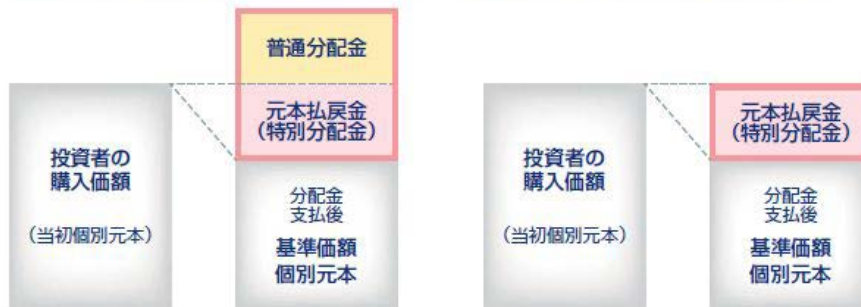 普通分配金
元本払戻金
(特別分配金)
投資者の
購入価額
(当初個別元本)
分配金
支払後
基準価額
個別元本
元本払戻金
(特別分配金)
投資者の
購入価額
(当初個別元本)
分配金
支払後
基準価額
個別元本